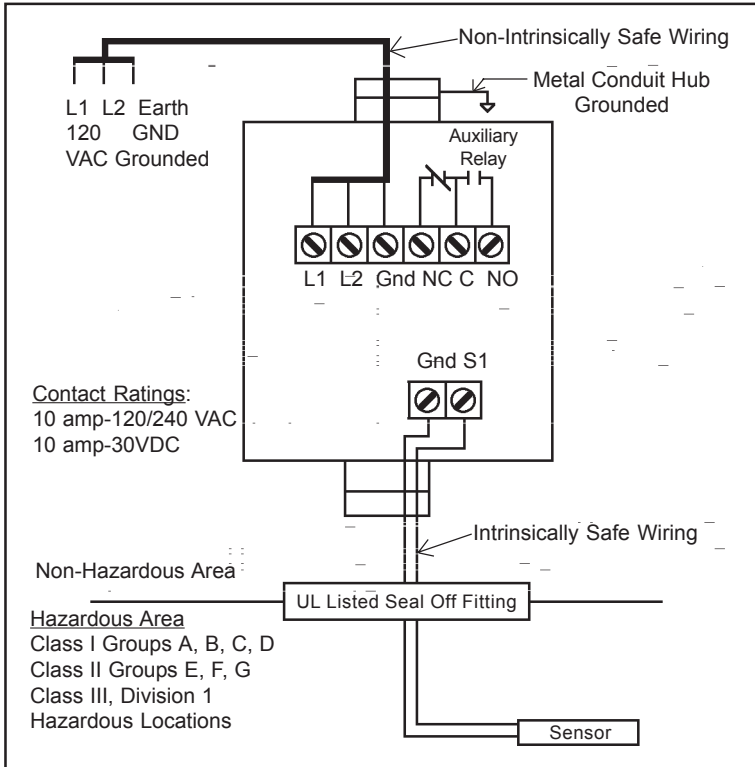 Non-Intrinsically Safe Wiring
Metal Conduit Hub
Grounded
L1 L2 Earth
120 GND
VAC Grounded
Auxiliary
Relay
L1 L2 Gnd NC C NO
Gnd S1
Contact Ratings:
10 amp-120/240 VAC
10 amp-30VDC
Intrinsically Safe Wiring
Non-Hazardous Area
UL Listed Seal Off Fitting
Hazardous Area
Class I Groups A, B, C, D
Class II Groups E, F, G
Class III, Division 1
Hazardous Locations
Sensor